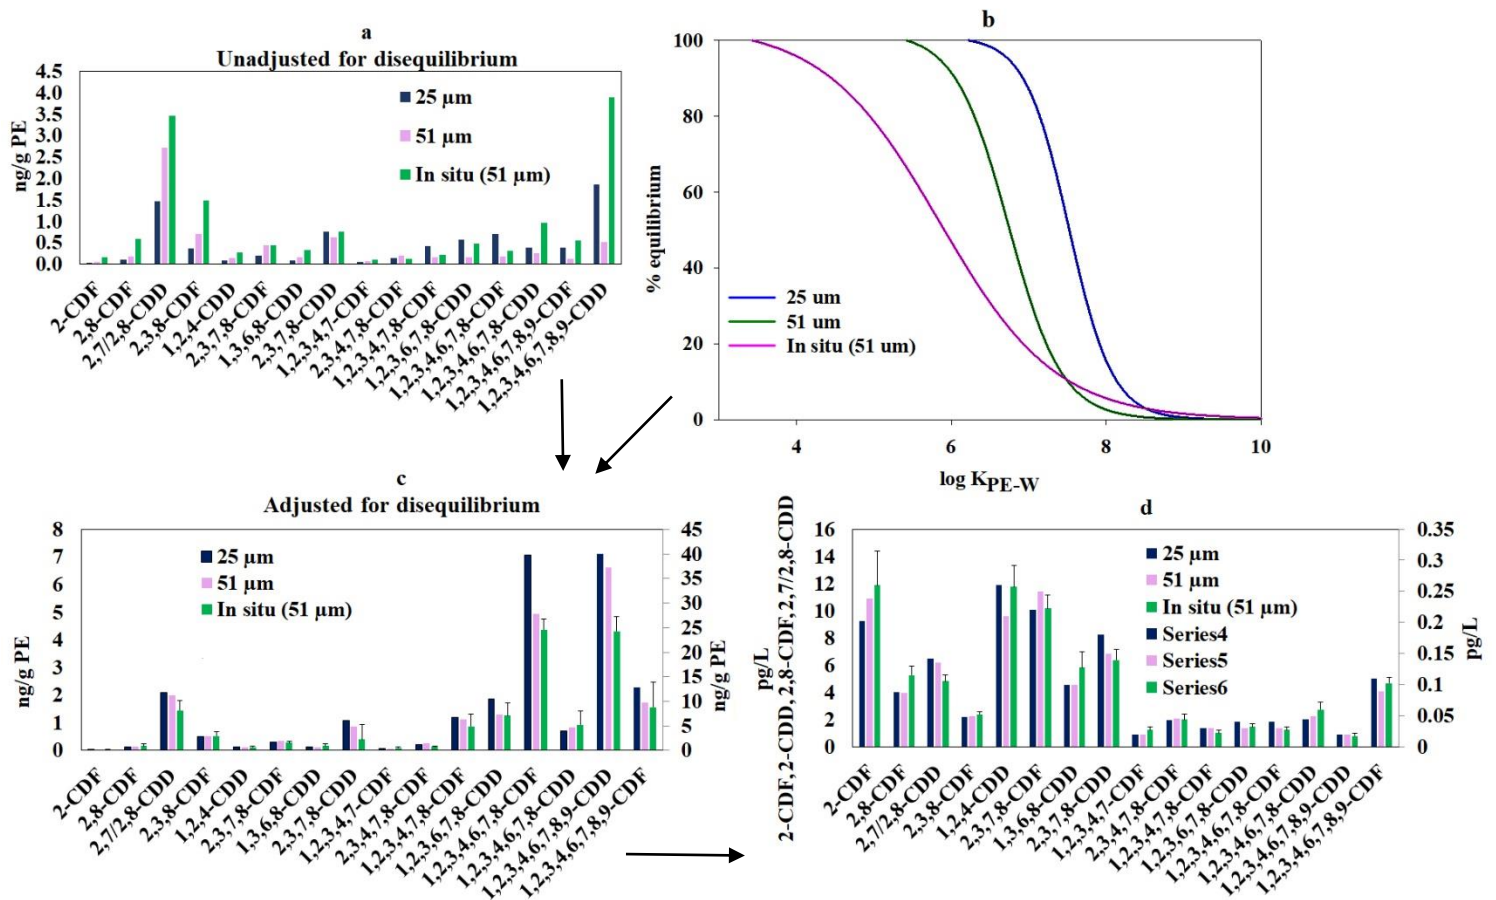 a
Unadjusted for disequilibrium
ng/g PE
4.5
4.0
3.5
3.0
2.5
2.0
1.5
1.0
0.5
0.0
25 µm
51 µm
In situ (51 µm)
2-CDF
2,8-CDF
2,7//2,8-CDD
2,3,8-CDF
1,2,4-CDD
2,3,7,8-CDF
1,3,6,8-CDD
2,3,7,8-CDD
1,2,3,4,7-CDF
2,3,4,7,8-CDF
1,2,3,4,7,8-CDF
1,2,3,6,7,8-CDD
1,2,3,4,6,7,8-CDF
1,2,3,4,6,7,8-CDD
1,2,3,4,6,7,8,9-CDF
1,2,3,4,6,7,8,9-CDD
b
% equilibrium
100
80
60
40
20
0
25 um
51 um
In situ (51 um)
4 6 8 10
log KPE-W
c
Adjusted for disequilibrium
ng/g PE
8
7
6
5
4
3
2
1
0
25 µm
51 µm
In situ (51 µm)
45
40
35
30
25
20
15
10
5
0
ng/g PE
2-CDF
2,8-CDF
2,7/2,8-CDD
2,3,8-CDF
1,2,4-CDD
2,3,7,8-CDF
1,3,6,8-CDD
2,3,7,8-CDD
1,2,3,4,7-CDF
2,3,4,7,8-CDF
1,2,3,4,7,8-CDF
1,2,3,6,7,8-CDD
1,2,3,4,6,7,8-CDF
1,2,3,4,6,7,8-CDD
1,2,3,4,6,7,8,9-CDD
1,2,3,4,6,7,8,9-CDF
d
pg/L
2-CDF, 2-CDD, 2,8-CDF, 2,7/2,8-CDD
16
14
12
10
8
6
4
2
0
25 µm
51 µm
In situ (51 µm)
Series4
Series5
Series6
0.35
0.3
0.25
0.2
0.15
0.1
0.05
0
pg/L
2-CDF
2,8-CDF
2,7/2,8-CDD
2,3,8-CDF
1,2,4-CDD
2,3,7,8-CDF
1,3,6,8-CDD
2,3,7,8-CDD
1,2,3,4,7-CDF
2,3,4,7,8-CDF
1,2,3,4,7,8-CDF
1,2,3,6,7,8-CDD
1,2,3,4,6,7,8-CDF
1,2,3,4,6,7,8-CDD
1,2,3,4,6,7,8,9-CDD
1,2,3,4,6,7,8,9-CDF